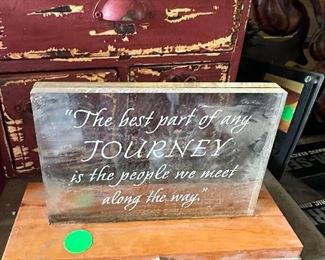 "The best part of any
JOURNEY
is the people we meet
along the way."